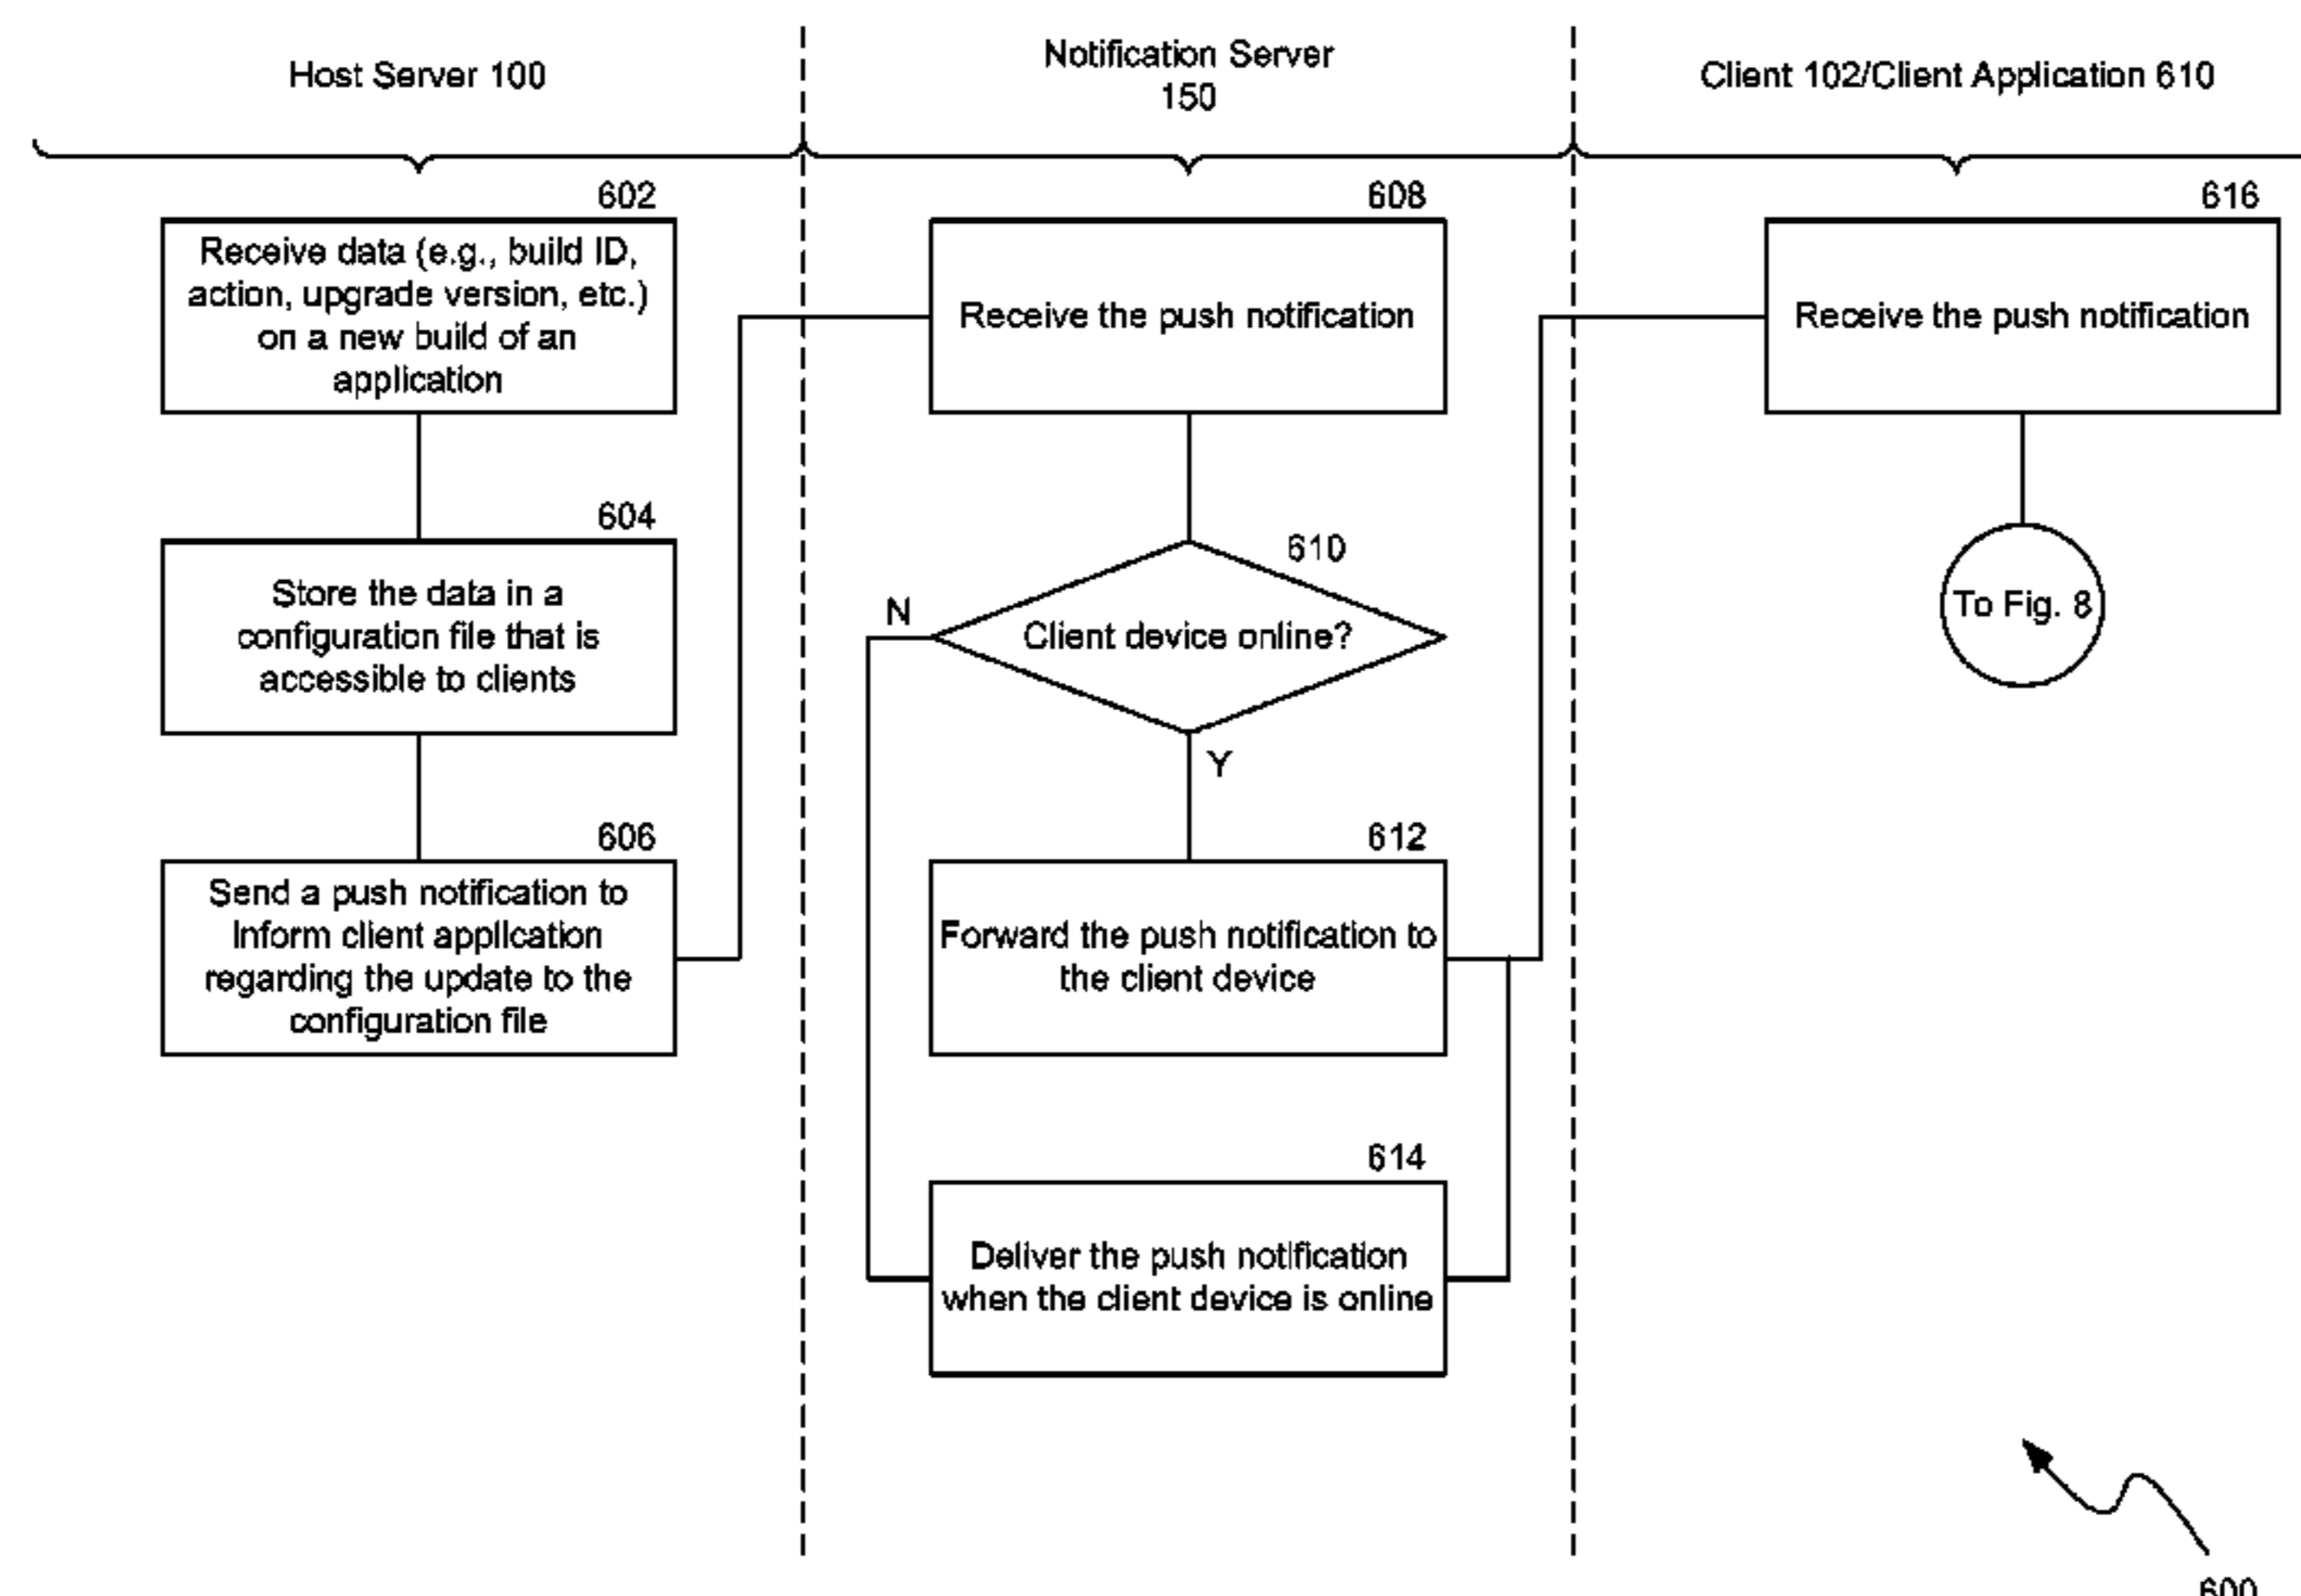 Host Server 100
Notification Server
150
Client 102/Client Application 610
602
Receive data (e.g., build ID,
action, upgrade version, etc.)
on a new build of an
application
604
Store the data in a
configuration file that is
accessible to clients
606
Send a push notification to
inform client application
regarding the update to the
configuration file
608
Receive the push notification
610
Client device online?
N
Y
612
Forward the push notification to
the client device
614
Deliver the push notification
when the client device is online
616
Receive the push notification
To Fig. 8
600